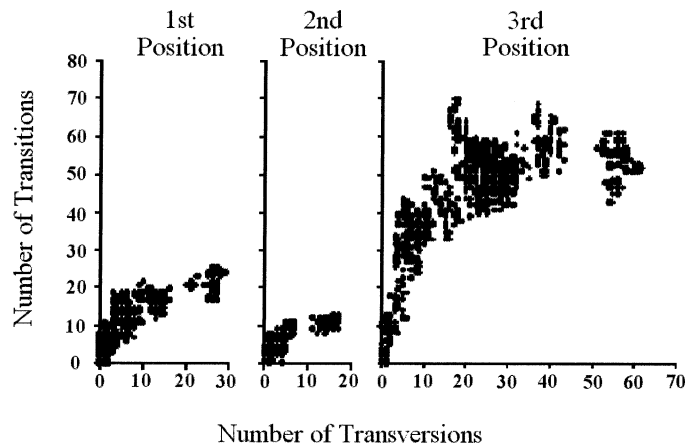 1st
Position
2nd
Position
3rd
Position
Number of Transitions
80
70
60
50
40
30
20
10
0
0 10 20 30
0 10 20
0 10 20 30 40 50 60 70
Number of Transversions